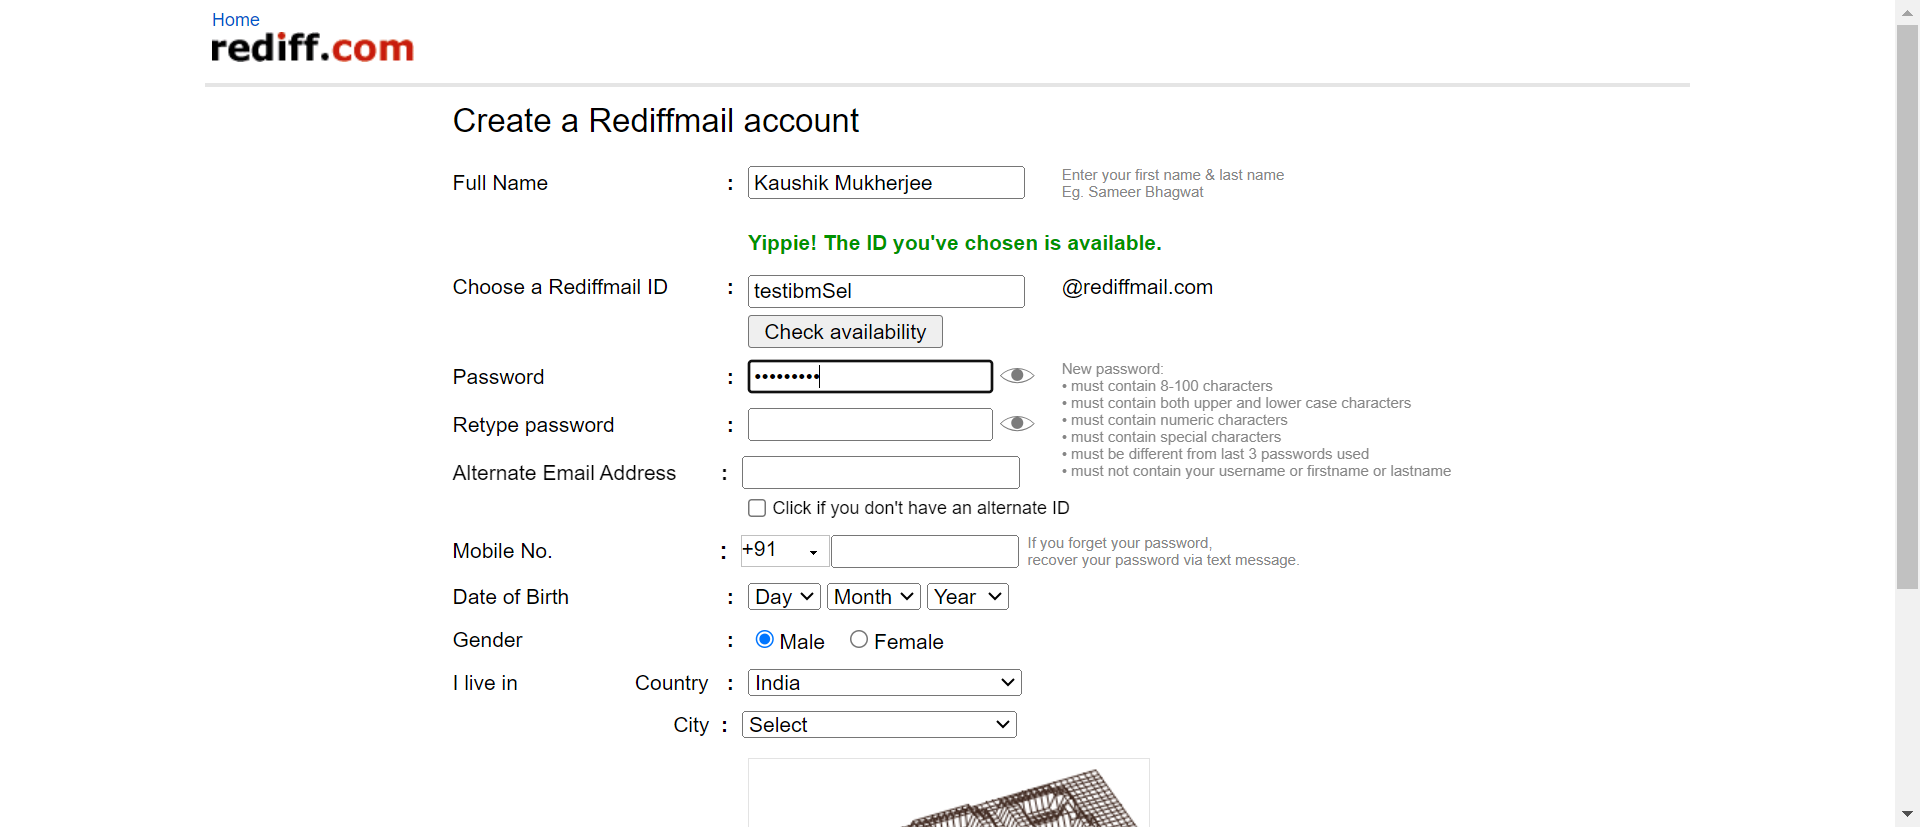 Home
rediff.com
Create a Rediffmail account
Full Name : Kaushik Mukherjee Enter your first name & last name
Eg. Sameer Bhagwat
Yippie! The ID you've chosen is available.
Choose a Rediffmail ID : testibmSel @rediffmail.com
Check availability
Password : ••••••••• New password:
• must contain 8-100 characters
• must contain both upper and lower case characters
Retype password : • must contain numeric characters
• must contain special characters
• must be different from last 3 passwords used
Alternate Email Address : • must not contain your username or firstname or lastname
Click if you don't have an alternate ID
Mobile No. : +91 If you forget your password,
recover your password via text message.
Date of Birth : Day Month Year
Gender : Male Female
I live in Country : India
City : Select